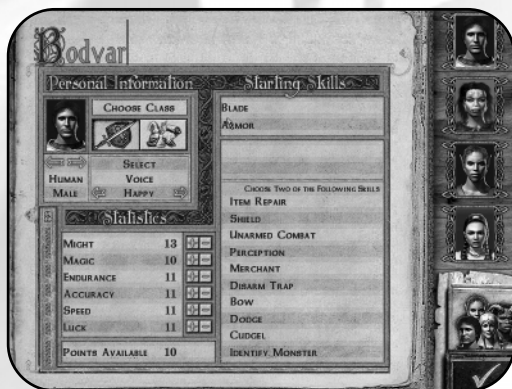 Bodvar
Personal Information
Choose Class
Human
Male
Select
Voice
Happy
Statistics
Might 13
Magic 10
Endurance 11
Accuracy 11
Speed 11
Luck 11
Points Available 10
Starting Skills
Blade
Armor
Choose Two of the Following Skills
Item Repair
Shield
Unarmed Combat
Perception
Merchant
Disarm Trap
Bow
Dodge
Cudgel
Identify Monster